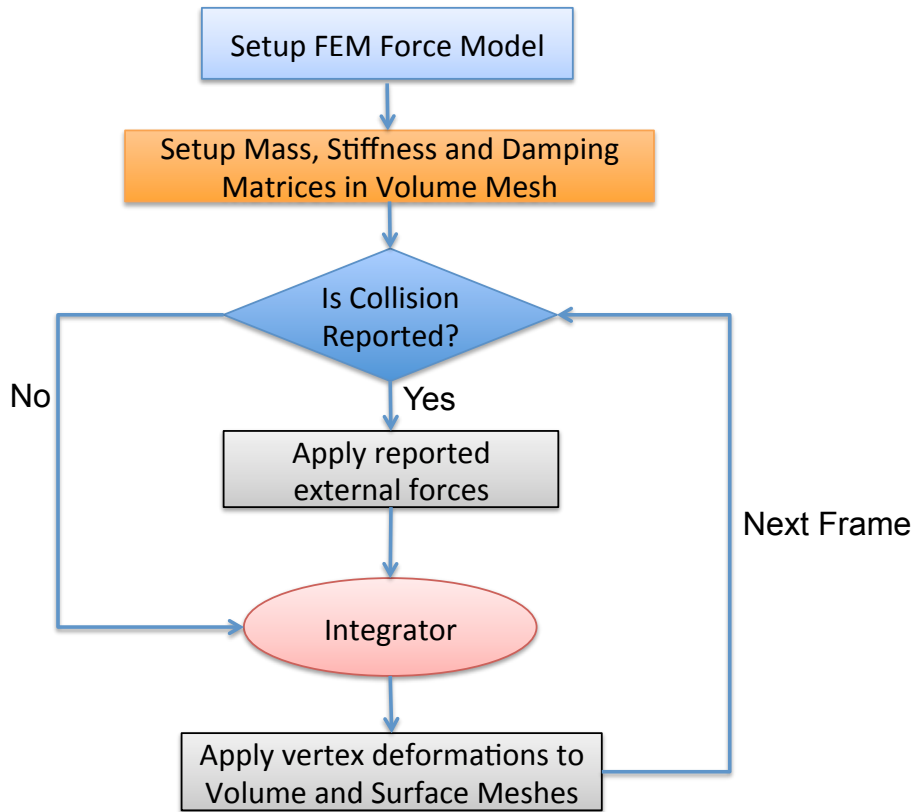 Setup FEM Force Model
Setup Mass, Stiffness and Damping
Matrices in Volume Mesh
Is Collision
Reported?
No
Yes
Apply reported
external forces
Next Frame
Integrator
Apply vertex deformations to
Volume and Surface Meshes